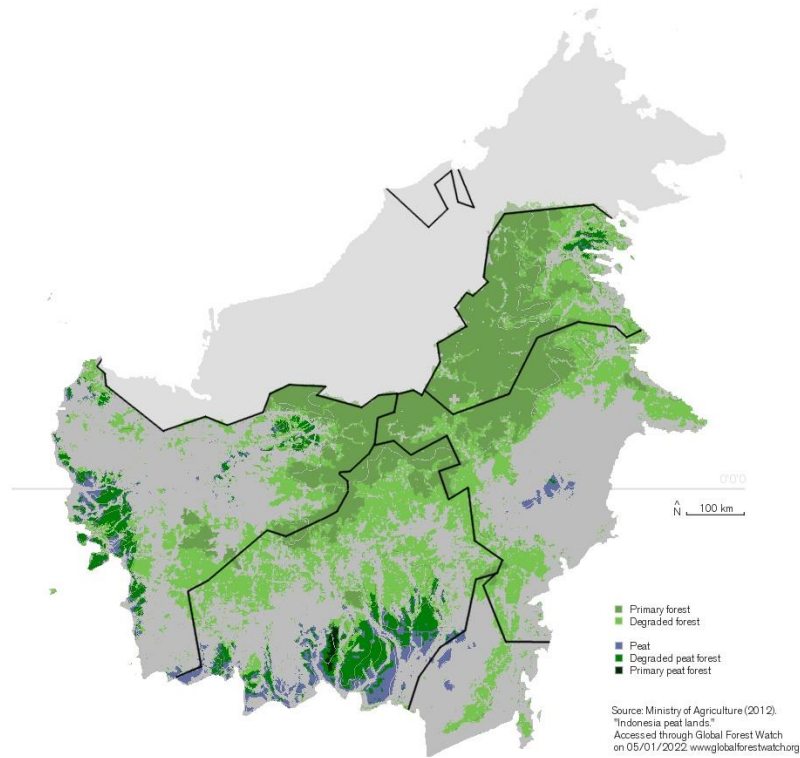 0°0'0
^
N 100 km
Primary forest
Degraded forest
Peat
Degraded peat forest
Primary peat forest
Source: Ministry of Agriculture (2012).
"Indonesia peat lands."
Accessed through Global Forest Watch
on 05/01/2022 www.globalforestwatch.org